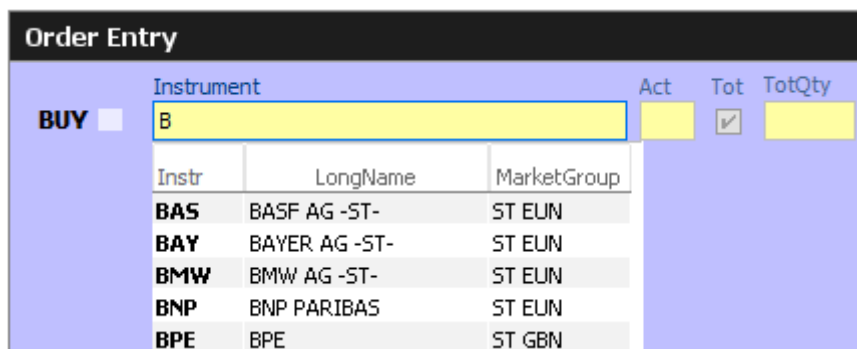 Order Entry
Instrument Act Tot TotQty
BUY B
Instr LongName MarketGroup
BAS BASF AG -ST- ST EUN
BAY BAYER AG -ST- ST EUN
BMW BMW AG -ST- ST EUN
BNP BNP PARIBAS ST EUN
BPE BPE ST GBN